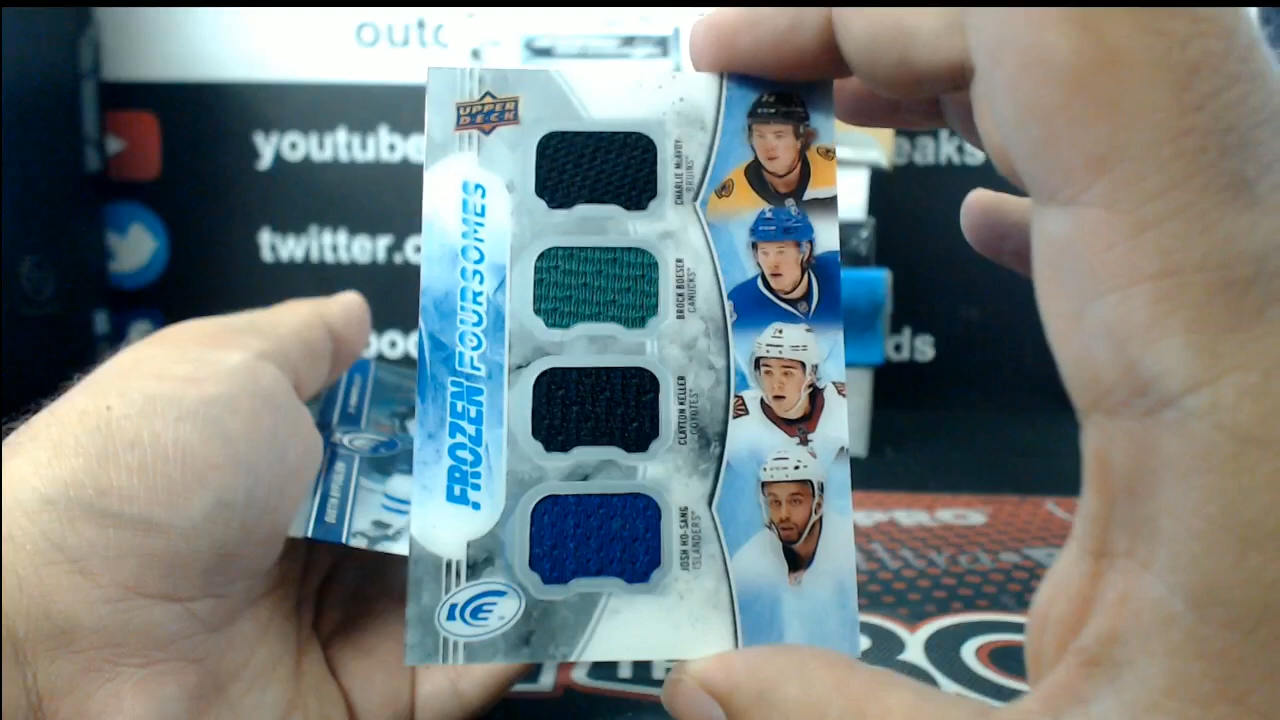 outc
youtube
eaks
twitter.c
ds
UPPER
DECK
FROZEN FOURSOMES
CHARLIE McAVOY
BRUINS
BROCK BOESER
CANUCKS
CLAYTON KELLER
COYOTES
JOSH HO-SANG
ISLANDERS
ICE
PRO